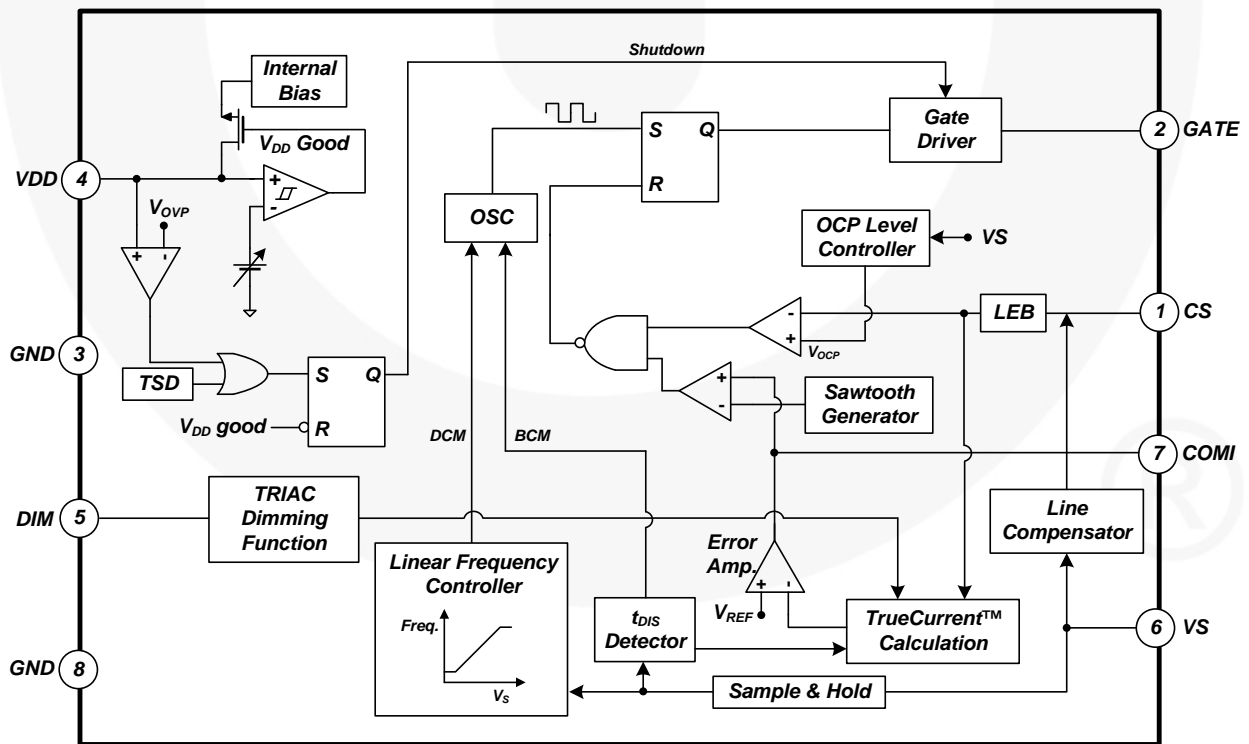 Shutdown
Internal
Bias
VDD Good
S
Q
R
Gate
Driver
2
GATE
VDD
4
+
-
VOVP
+
-
OSC
OCP Level
Controller
VS
-
+
VOCP
LEB
1
CS
GND
3
TSD
S
Q
R
VDD good
+
-
Sawtooth
Generator
DCM
BCM
7
COMI
DIM
5
TRIAC
Dimming
Function
Line
Compensator
Linear Frequency
Controller
Freq.
VS
Error
Amp.
+
-
VREF
tDIS
Detector
TrueCurrent™
Calculation
6
VS
GND
8
Sample & Hold
®